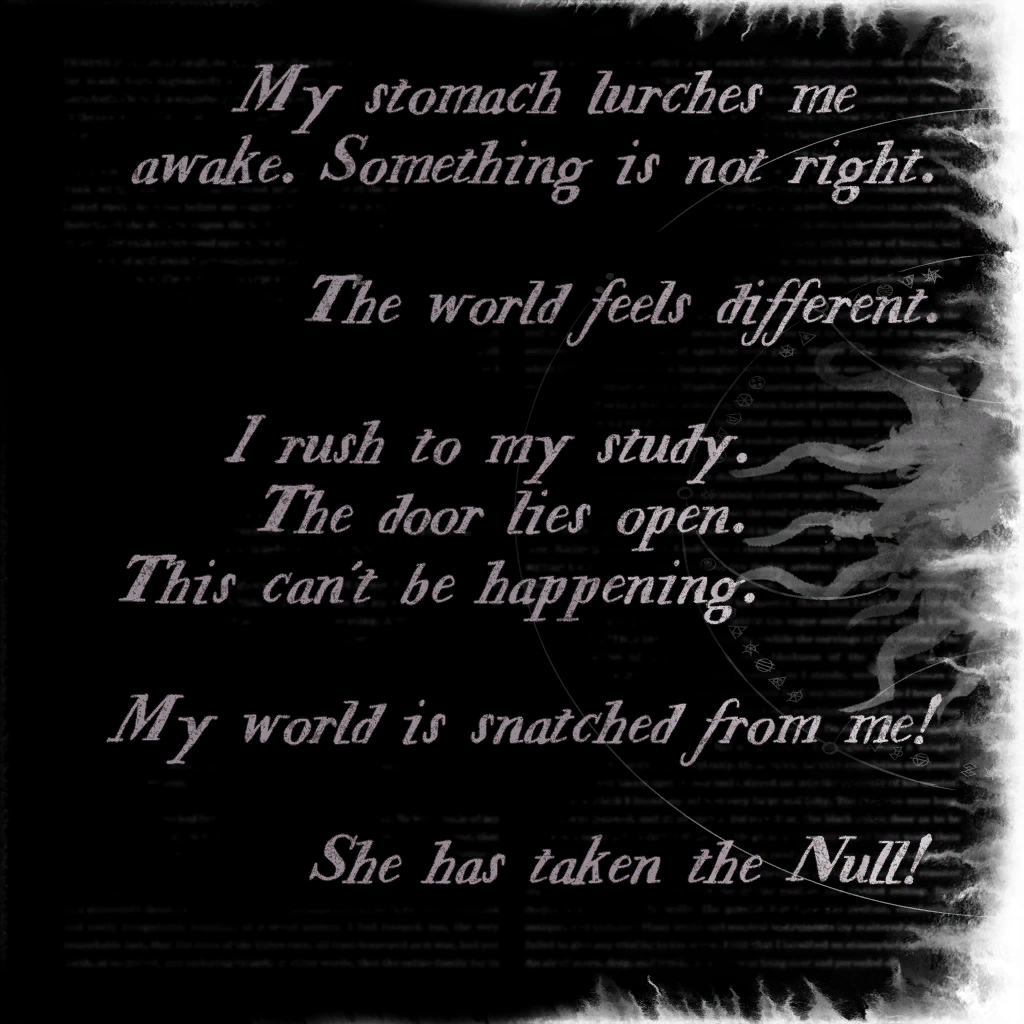 My stomach lurches me
awake. Something is not right.
The world feels different.
I rush to my study.
The door lies open.
This can't be happening.
My world is snatched from me!
She has taken the Null!